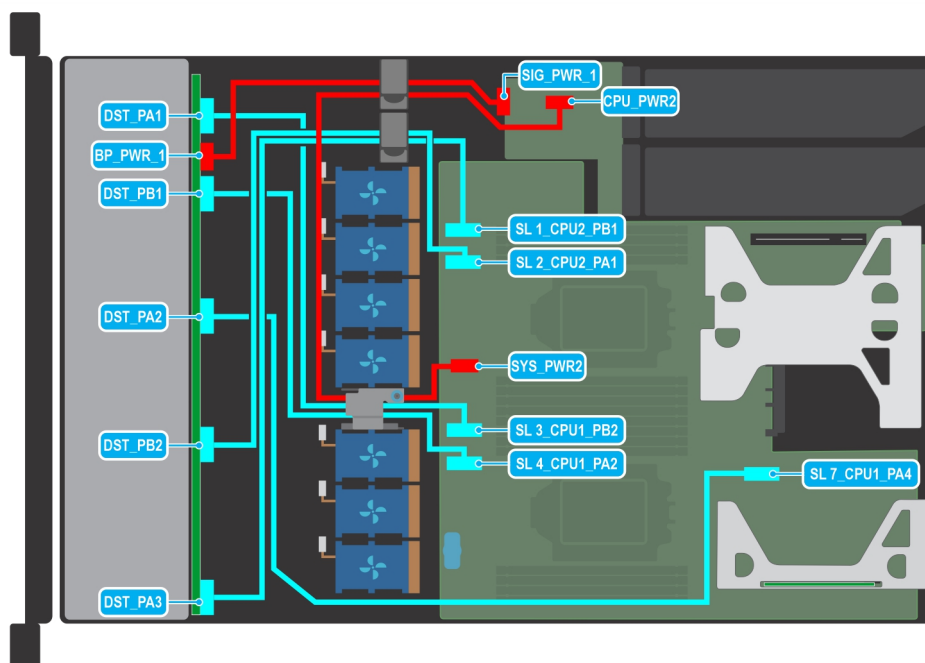 SIG_PWR_1
CPU_PWR2
DST_PA1
BP_PWR_1
DST_PB1
SL 1_CPU2_PB1
SL 2_CPU2_PA1
DST_PA2
SYS_PWR2
SL 3_CPU1_PB2
DST_PB2
SL 4_CPU1_PA2
SL 7_CPU1_PA4
DST_PA3